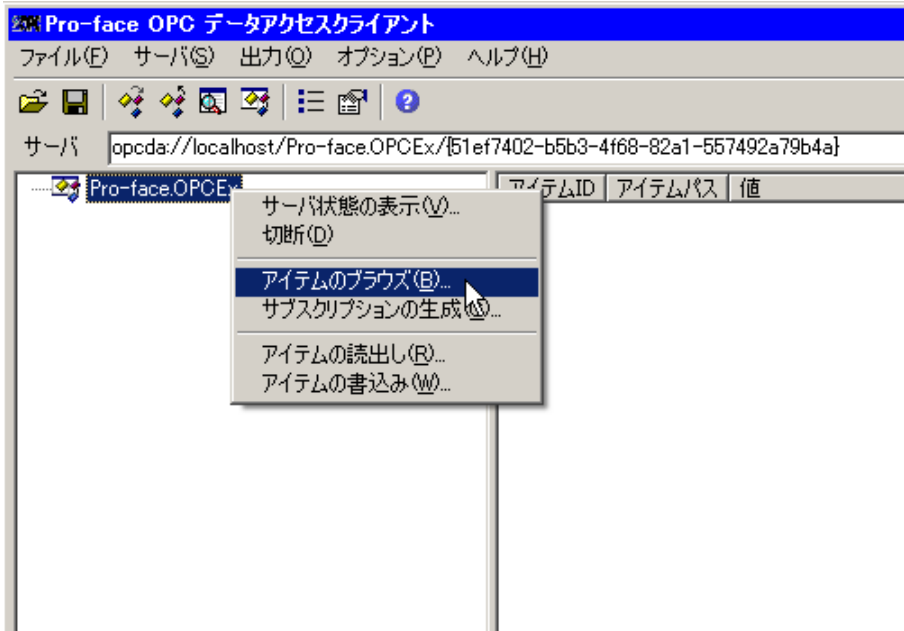 Pro-face OPC データアクセスクライアント
ファイル(F) サーバ(S) 出力(O) オプション(P) ヘルプ(H)
サーバ opcda://localhost/Pro-face.OPCEx/{51ef7402-b5b3-4f68-82a1-557492a79b4a}
Pro-face.OPCEx
アイテムID アイテムパス 値
サーバ状態の表示(V)...
切断(D)
アイテムのブラウズ(B)...
サブスクリプションの生成
アイテムの読出し(R)...
アイテムの書込み(W)...